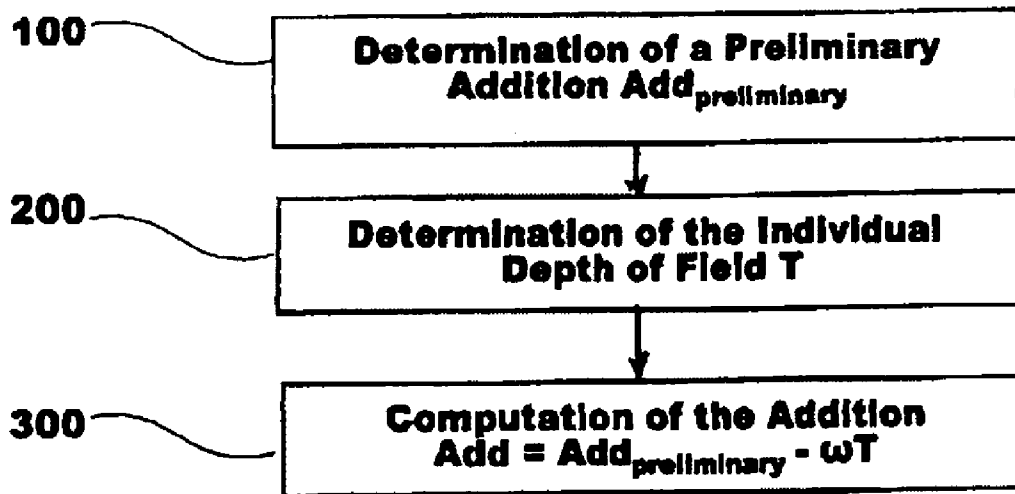 100
Determination of a Preliminary
Addition Add_preliminary
200
Determination of the Individual
Depth of Field T
300
Computation of the Addition
Add = Add_preliminary - ωT